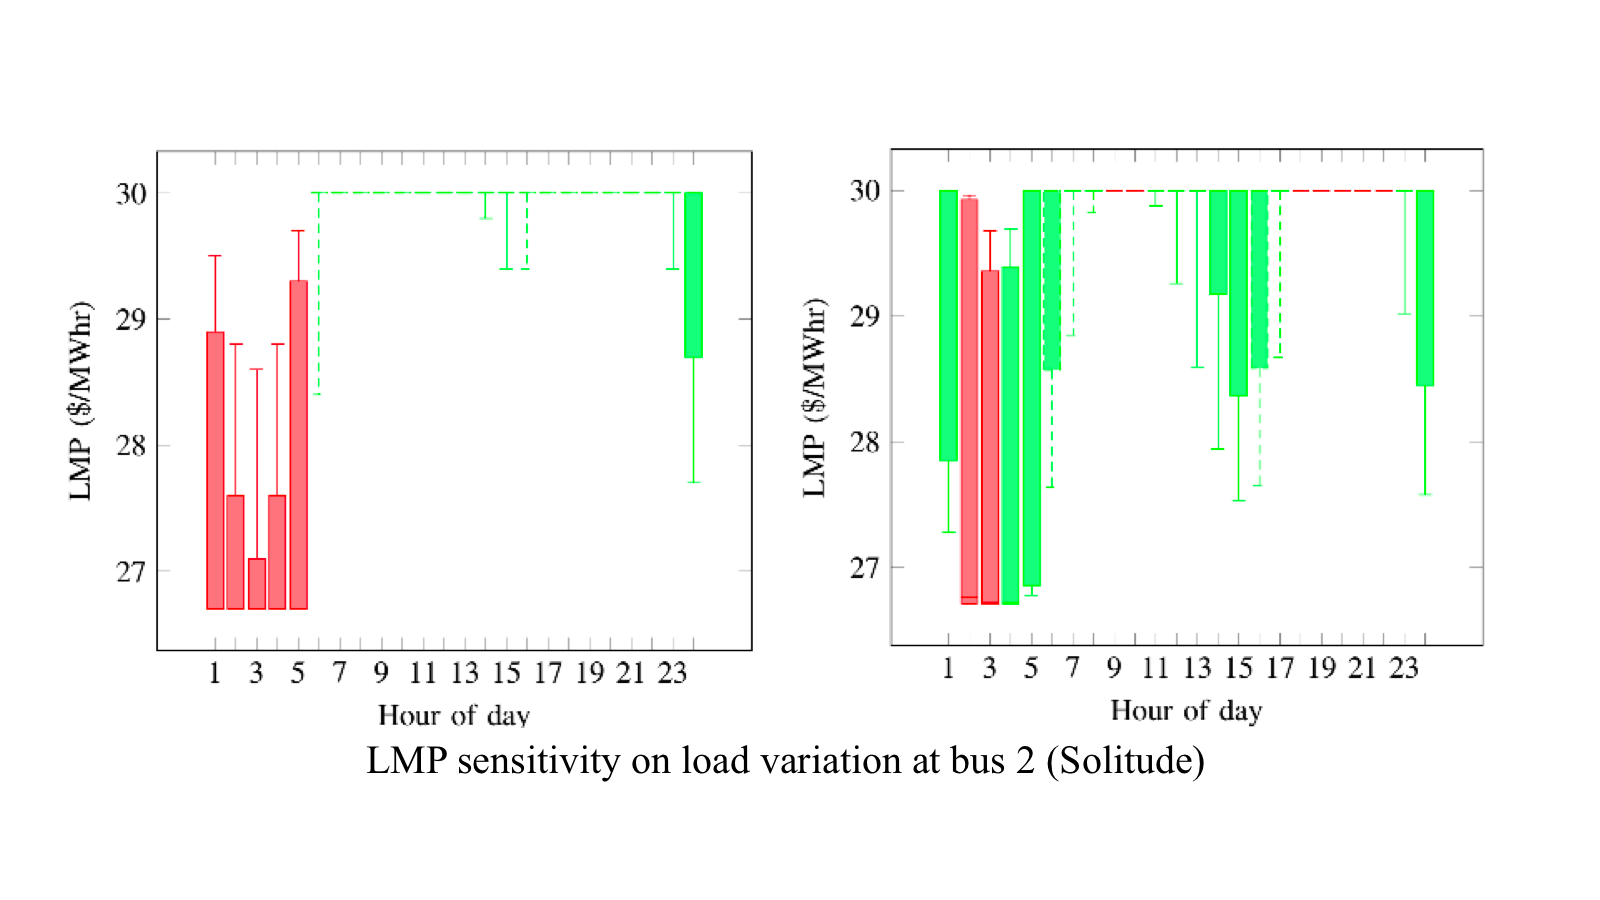 30
29
28
27
LMP ($/MWhr)
1 3 5 7 9 11 13 15 17 19 21 23
Hour of day
30
29
28
27
LMP ($/MWhr)
1 3 5 7 9 11 13 15 17 19 21 23
Hour of day
LMP sensitivity on load variation at bus 2 (Solitude)